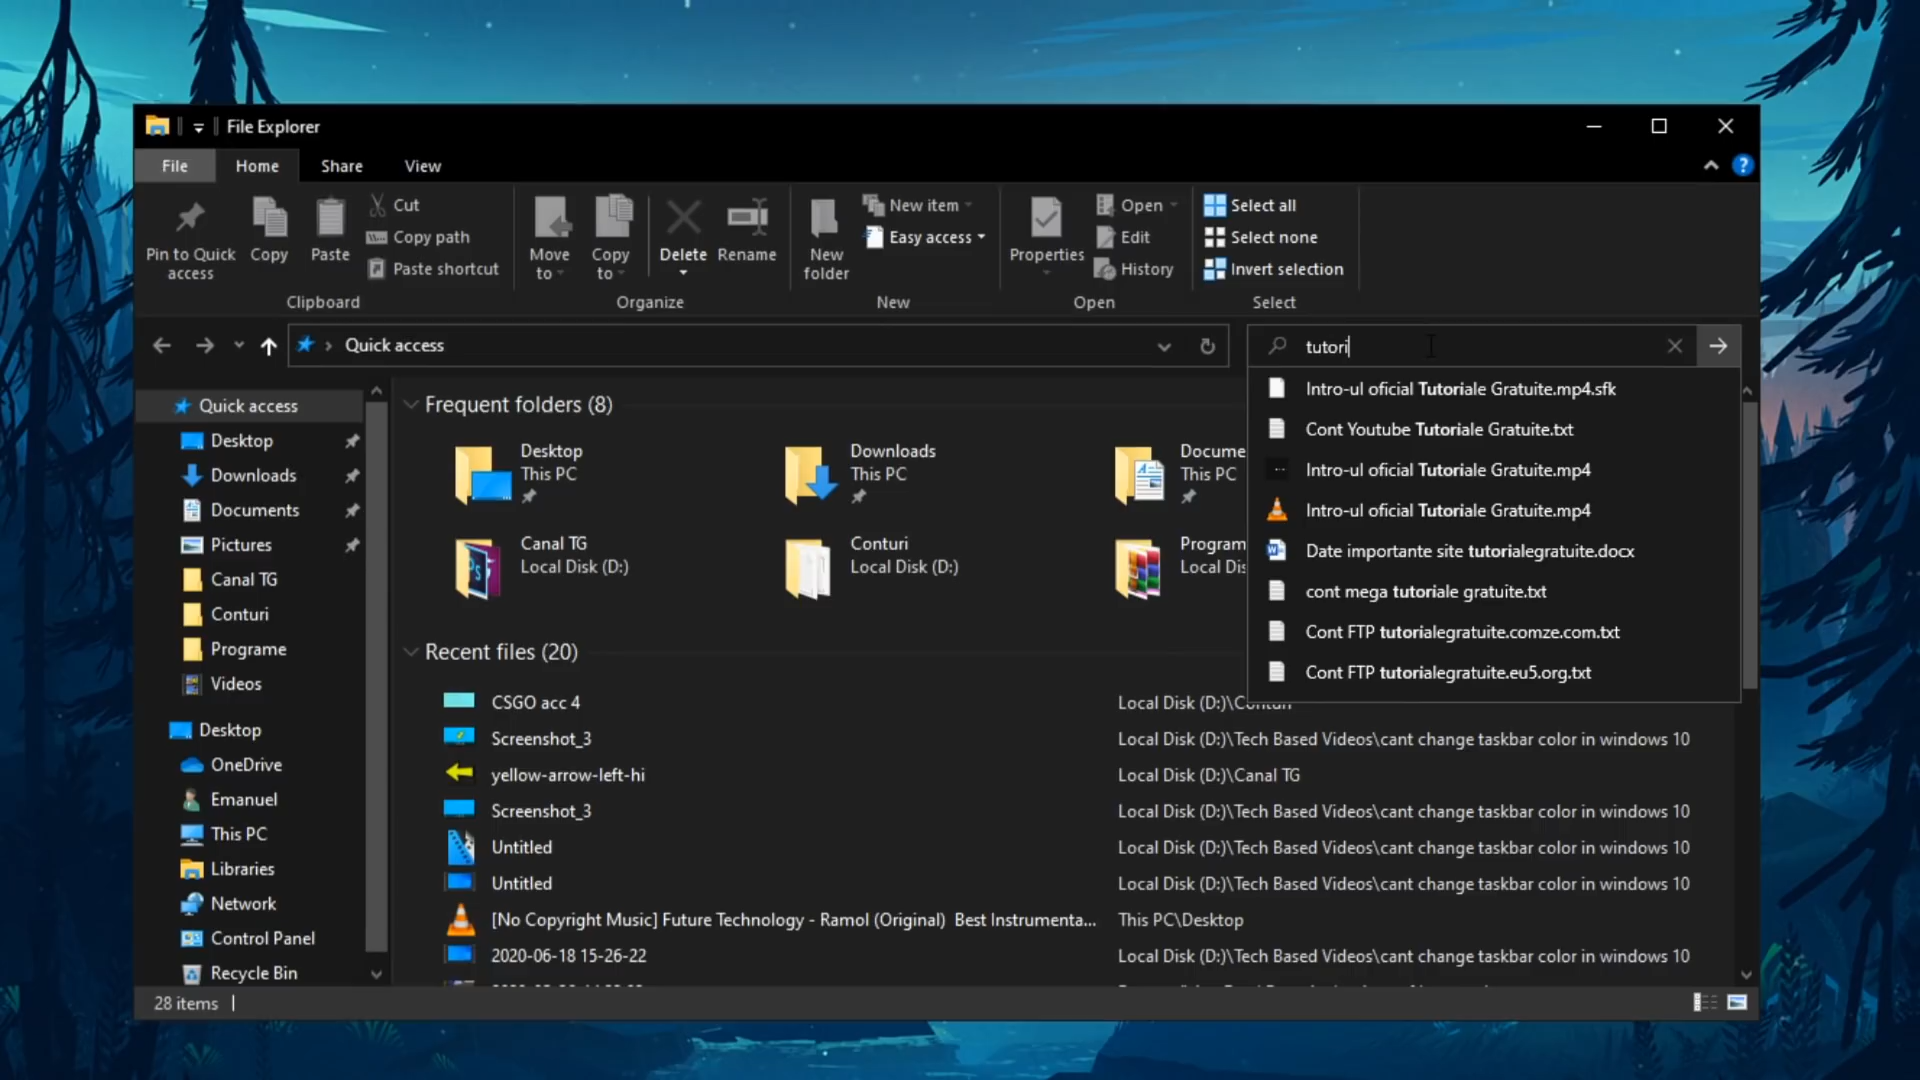 File Explorer
File Home Share View
Pin to Quick access
Copy
Paste
Cut
Copy path
Paste shortcut
Clipboard
Move to
Copy to
Delete
Rename
Organize
New folder
New item
Easy access
New
Properties
Open
Edit
History
Open
Select all
Select none
Invert selection
Select
Quick access
tutori
Intro-ul oficial Tutoriale Gratuite.mp4.sfk
Cont Youtube Tutoriale Gratuite.txt
Intro-ul oficial Tutoriale Gratuite.mp4
Intro-ul oficial Tutoriale Gratuite.mp4
Date importante site tutorialegratuite.docx
cont mega tutoriale gratuite.txt
Cont FTP tutorialegratuite.comze.com.txt
Cont FTP tutorialegratuite.eu5.org.txt
Quick access
Desktop
Downloads
Documents
Pictures
Canal TG
Conturi
Programe
Videos
Desktop
OneDrive
Emanuel
This PC
Libraries
Network
Control Panel
Recycle Bin
Frequent folders (8)
Desktop
This PC
Downloads
This PC
Docume
This PC
Canal TG
Local Disk (D:)
Conturi
Local Disk (D:)
Program
Local Dis
Recent files (20)
CSGO acc 4 Local Disk (D:)\Conturi
Screenshot_3 Local Disk (D:)\Tech Based Videos\cant change taskbar color in windows 10
yellow-arrow-left-hi Local Disk (D:)\Canal TG
Screenshot_3 Local Disk (D:)\Tech Based Videos\cant change taskbar color in windows 10
Untitled Local Disk (D:)\Tech Based Videos\cant change taskbar color in windows 10
Untitled Local Disk (D:)\Tech Based Videos\cant change taskbar color in windows 10
[No Copyright Music] Future Technology - Ramol (Original) Best Instrumenta... This PC\Desktop
2020-06-18 15-26-22 Local Disk (D:)\Tech Based Videos\cant change taskbar color in windows 10
28 items